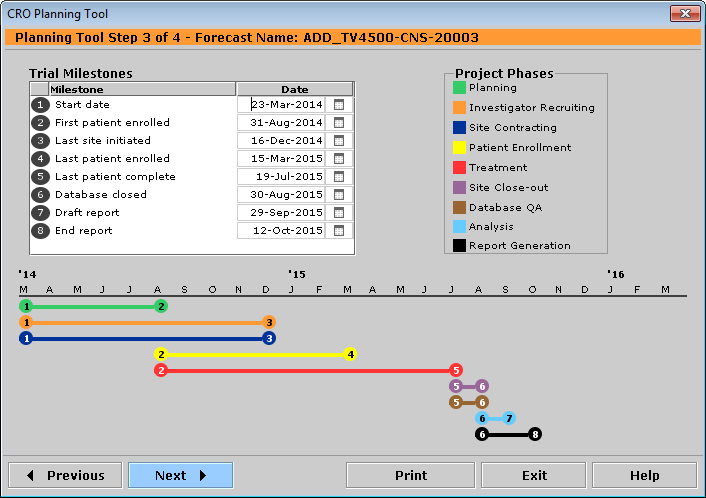 CRO Planning Tool
Planning Tool Step 3 of 4 - Forecast Name: ADD_TV4500-CNS-20003
Trial Milestones
Milestone Date
1 Start date 23-Mar-2014
2 First patient enrolled 31-Aug-2014
3 Last site initiated 16-Dec-2014
4 Last patient enrolled 15-Mar-2015
5 Last patient complete 19-Jul-2015
6 Database closed 30-Aug-2015
7 Draft report 29-Sep-2015
8 End report 12-Oct-2015
Project Phases
Planning
Investigator Recruiting
Site Contracting
Patient Enrollment
Treatment
Site Close-out
Database QA
Analysis
Report Generation
'14 '15 '16
M A M J J A S O N D J F M A M J J A S O N D J F M
1 2
1 3
1 3
2 4
2 5
5 6
5 6
6 7
6 8
Previous Next Print Exit Help